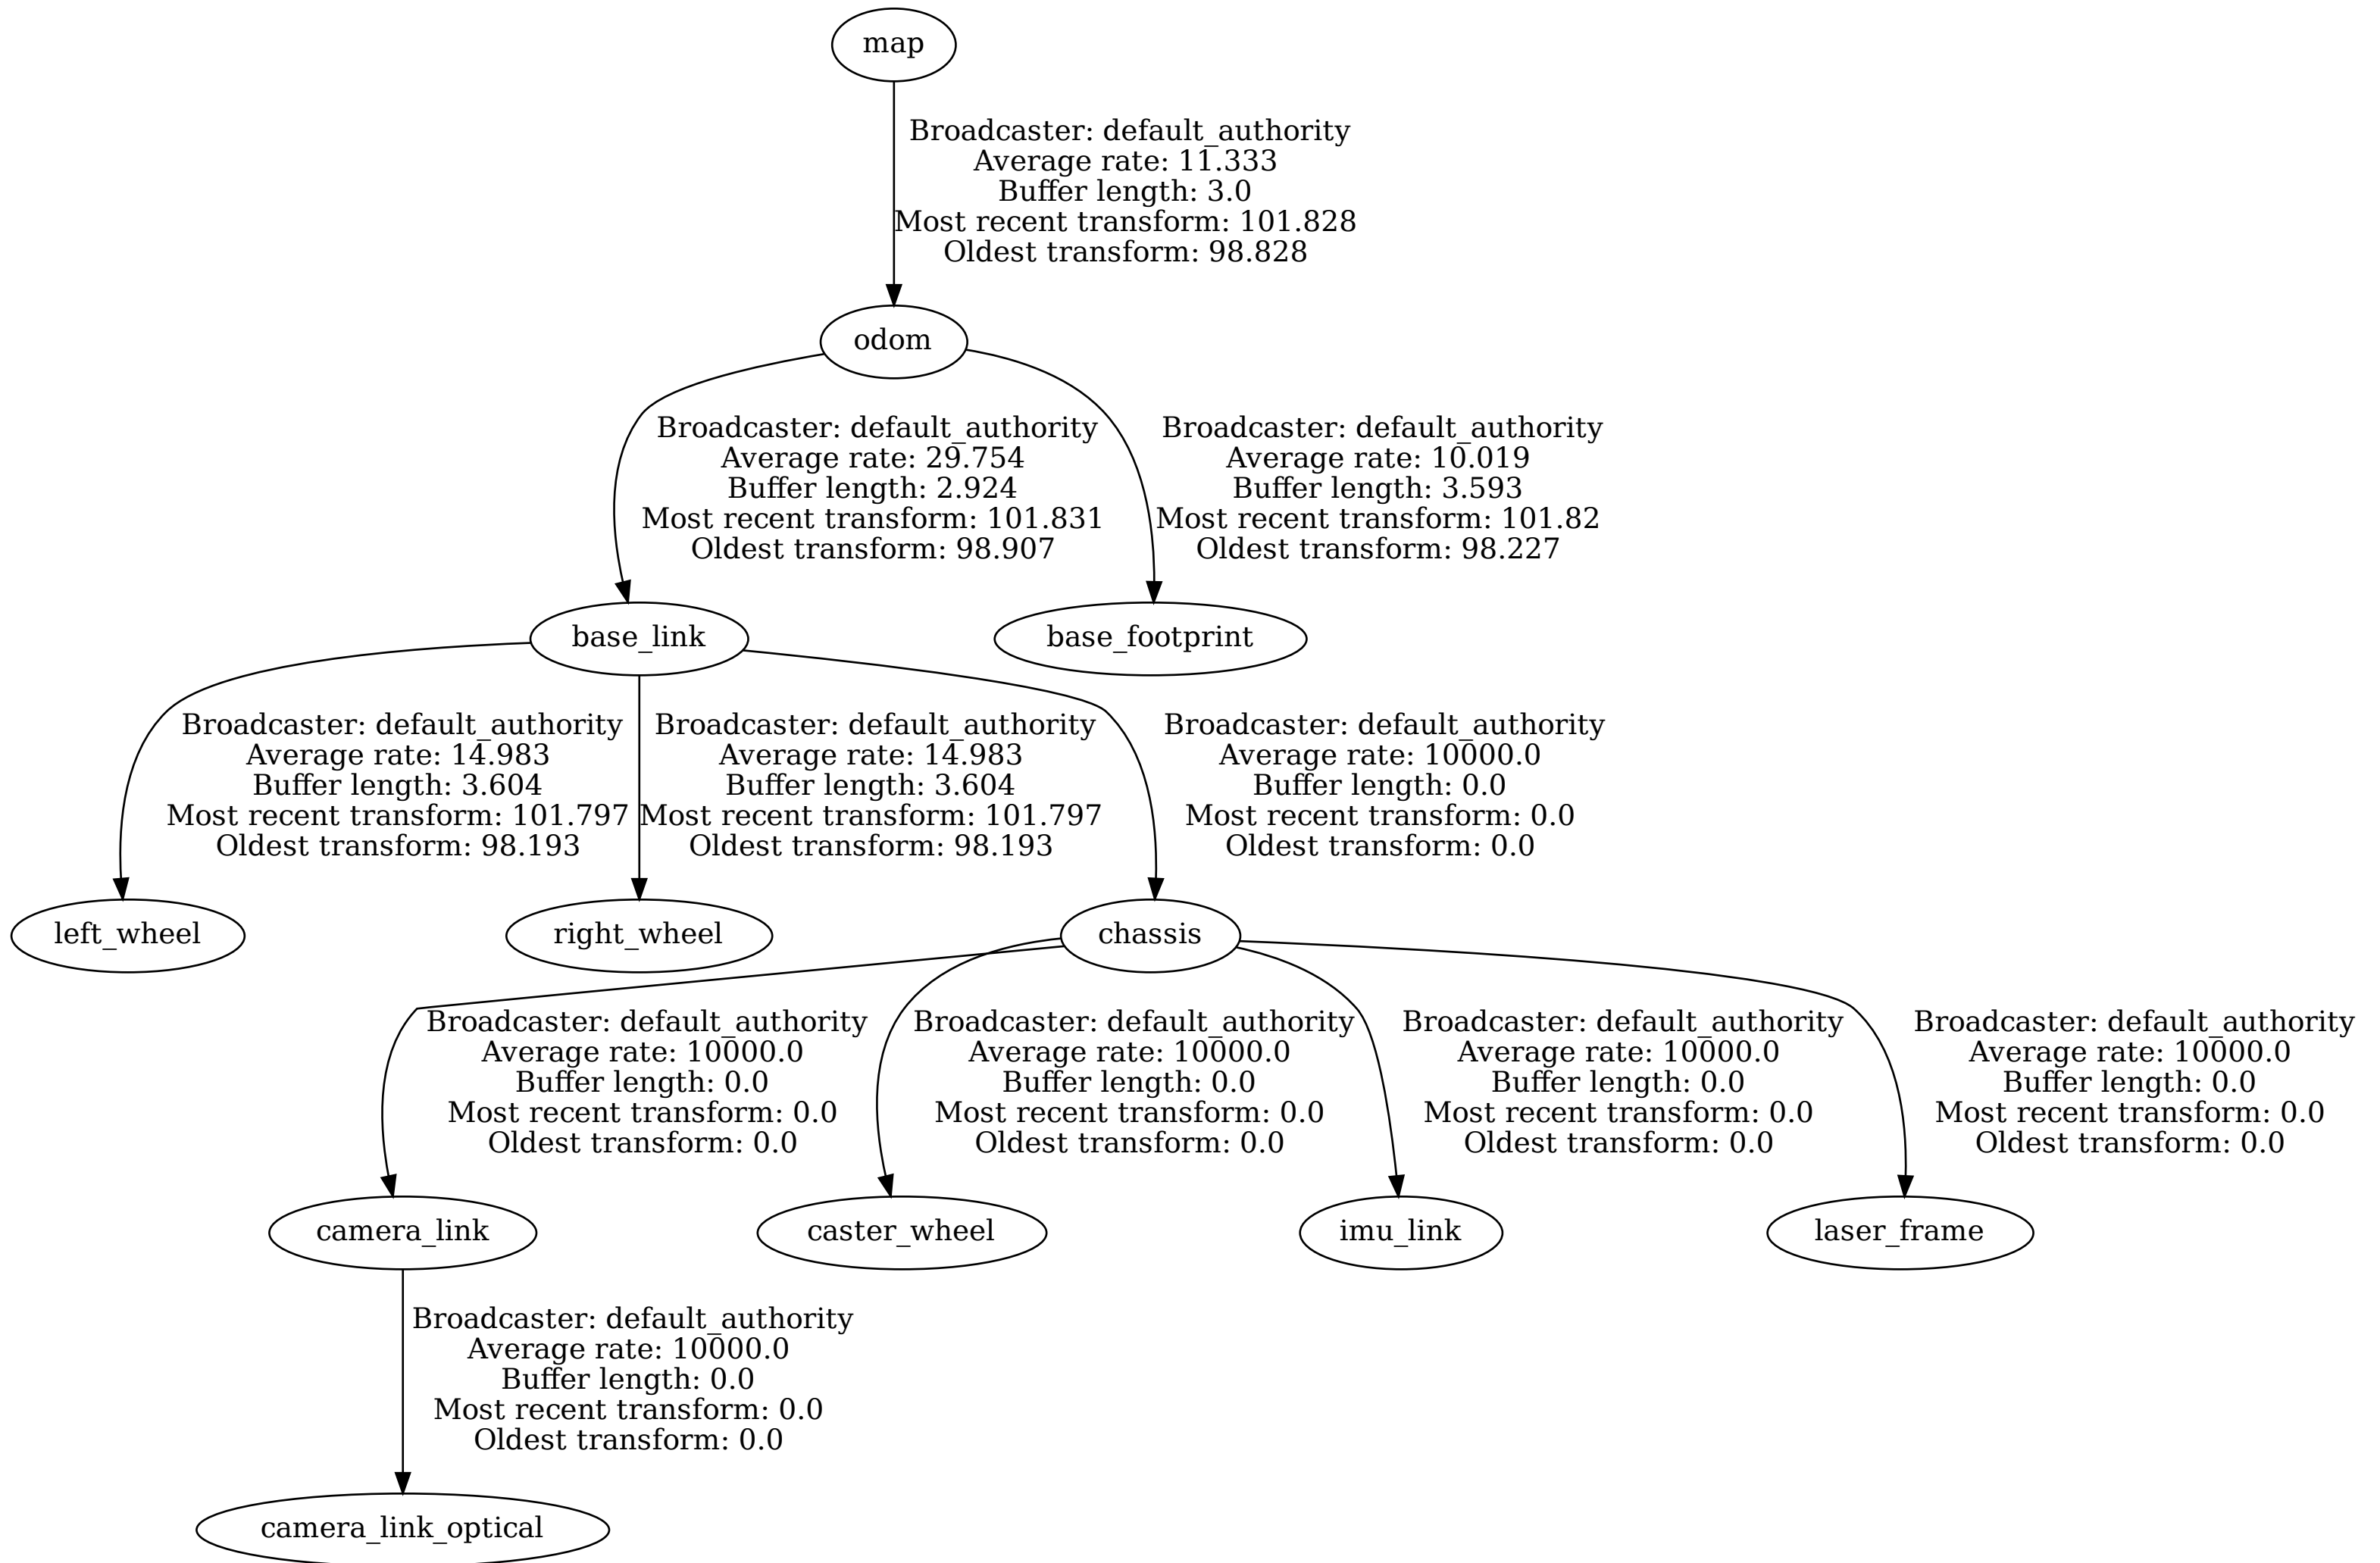 map
Broadcaster: default_authority
Average rate: 11.333
Buffer length: 3.0
Most recent transform: 101.828
Oldest transform: 98.828
odom
Broadcaster: default_authority
Average rate: 29.754
Buffer length: 2.924
Most recent transform: 101.831
Oldest transform: 98.907
Broadcaster: default_authority
Average rate: 10.019
Buffer length: 3.593
Most recent transform: 101.82
Oldest transform: 98.227
base_link
base_footprint
Broadcaster: default_authority
Average rate: 14.983
Buffer length: 3.604
Most recent transform: 101.797
Oldest transform: 98.193
Broadcaster: default_authority
Average rate: 14.983
Buffer length: 3.604
Most recent transform: 101.797
Oldest transform: 98.193
Broadcaster: default_authority
Average rate: 10000.0
Buffer length: 0.0
Most recent transform: 0.0
Oldest transform: 0.0
left_wheel
right_wheel
chassis
Broadcaster: default_authority
Average rate: 10000.0
Buffer length: 0.0
Most recent transform: 0.0
Oldest transform: 0.0
Broadcaster: default_authority
Average rate: 10000.0
Buffer length: 0.0
Most recent transform: 0.0
Oldest transform: 0.0
Broadcaster: default_authority
Average rate: 10000.0
Buffer length: 0.0
Most recent transform: 0.0
Oldest transform: 0.0
Broadcaster: default_authority
Average rate: 10000.0
Buffer length: 0.0
Most recent transform: 0.0
Oldest transform: 0.0
camera_link
caster_wheel
imu_link
laser_frame
Broadcaster: default_authority
Average rate: 10000.0
Buffer length: 0.0
Most recent transform: 0.0
Oldest transform: 0.0
camera_link_optical